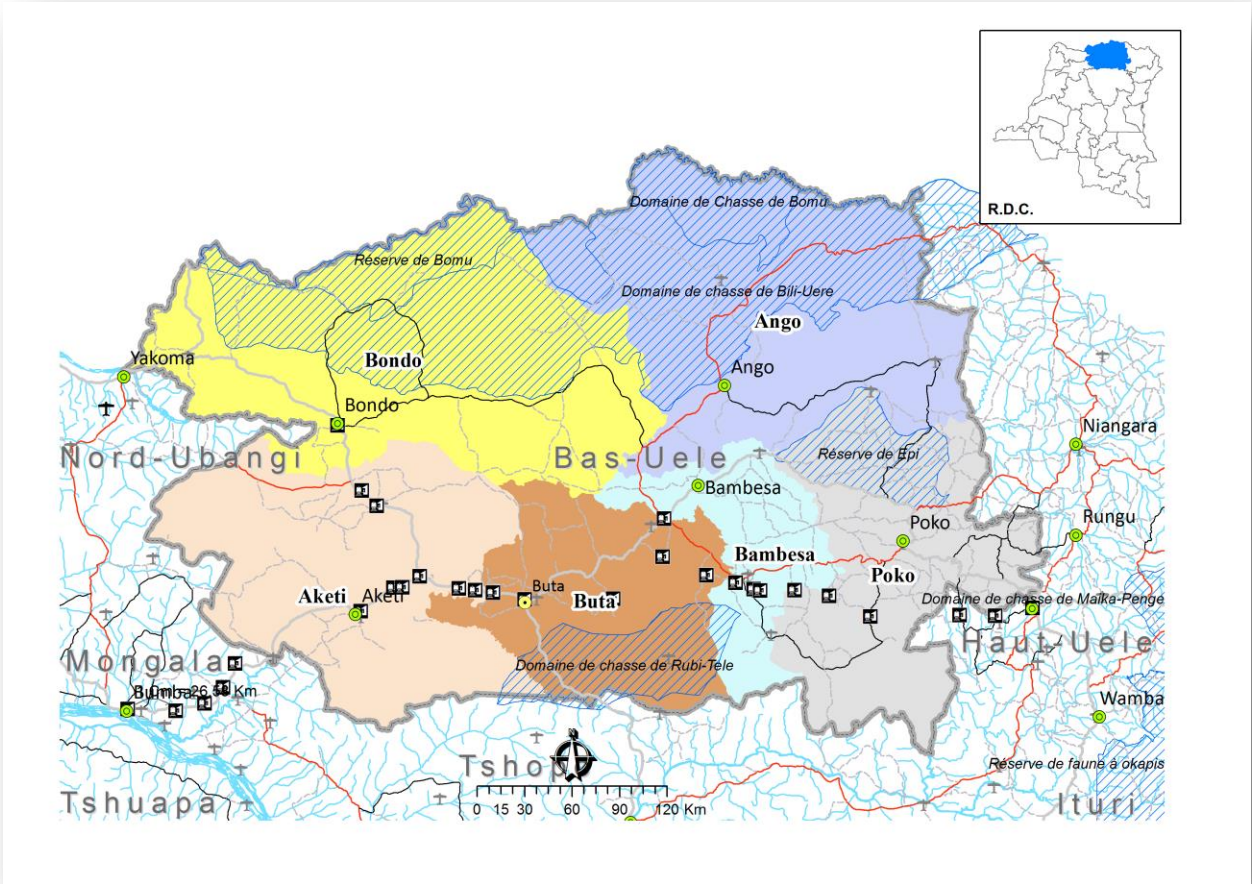 R.D.C.
Domaine de Chasse de Bomu
Réserve de Bomu
Domaine de chasse de Bili-Uere
Ango
Yakoma
Bondo
Ango
Bondo
Niangara
Nord-Ubangi
Bas-Uele
Réserve de Epi
Bambesa
Poko
Rungu
Bambesa
Poko
Buta
Aketi
Aketi
Buta
Domaine de chasse de Maïka-Penge
Haut-Uele
Mongala
Domaine de chasse de Rubi-Tele
Bumba
26,58 Km
Wamba
Tshopo
Réserve de faune à okapis
Tshuapa
0 15 30 60 90 120 Km
Ituri